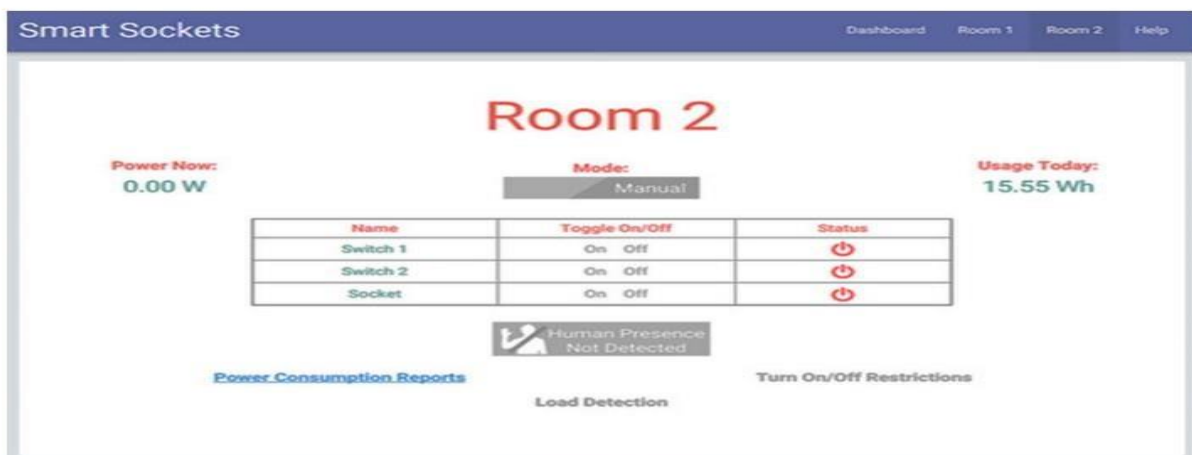 Smart Sockets Dashboard Room 1 Room 2 Help
Room 2
Power Now: Mode: Usage Today:
0.00 W Manual 15.55 Wh
Name Toggle On/Off Status
Switch 1 On Off
Switch 2 On Off
Socket On Off
Human Presence
Not Detected
Power Consumption Reports Turn On/Off Restrictions
Load Detection